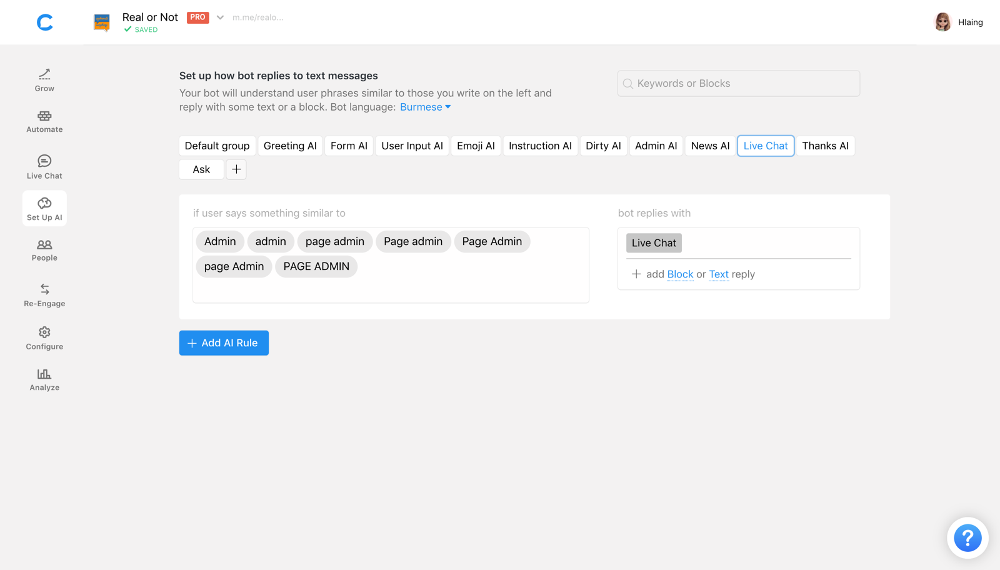 Real or Not PRO m.me/realo...
SAVED
Hlaing
Grow
Automate
Live Chat
Set Up AI
People
Re-Engage
Configure
Analyze
Set up how bot replies to text messages
Your bot will understand user phrases similar to those you write on the left and
reply with some text or a block. Bot language: Burmese
Keywords or Blocks
Default group Greeting AI Form AI User Input AI Emoji AI Instruction AI Dirty AI Admin AI News AI Live Chat Thanks AI
Ask +
if user says something similar to
Admin admin page admin Page admin Page Admin
page Admin PAGE ADMIN
bot replies with
Live Chat
+ add Block or Text reply
+ Add AI Rule
?